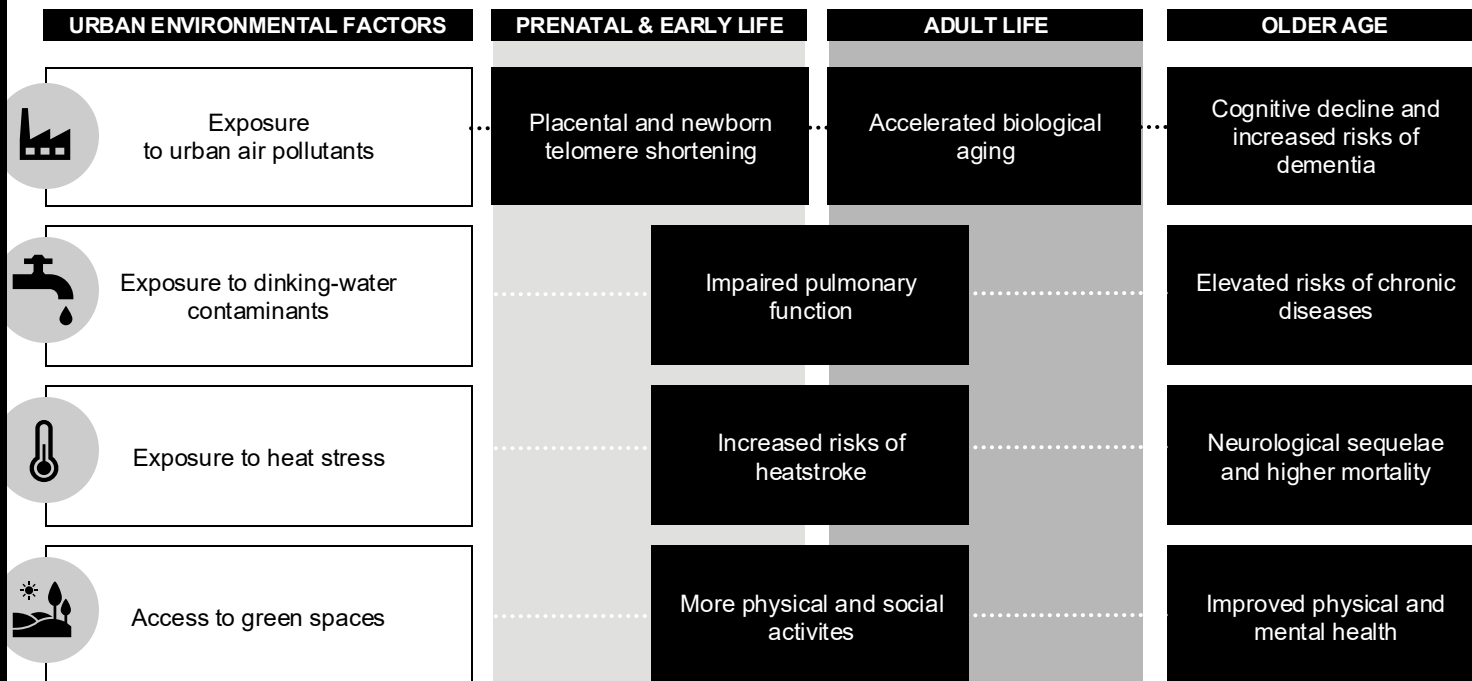 URBAN ENVIRONMENTAL FACTORS
PRENATAL & EARLY LIFE
ADULT LIFE
OLDER AGE
Exposure
to urban air pollutants
Placental and newborn
telomere shortening
Accelerated biological
aging
Cognitive decline and
increased risks of
dementia
Exposure to dinking-water
contaminants
Impaired pulmonary
function
Elevated risks of chronic
diseases
Exposure to heat stress
Increased risks of
heatstroke
Neurological sequelae
and higher mortality
Access to green spaces
More physical and social
activites
Improved physical and
mental health